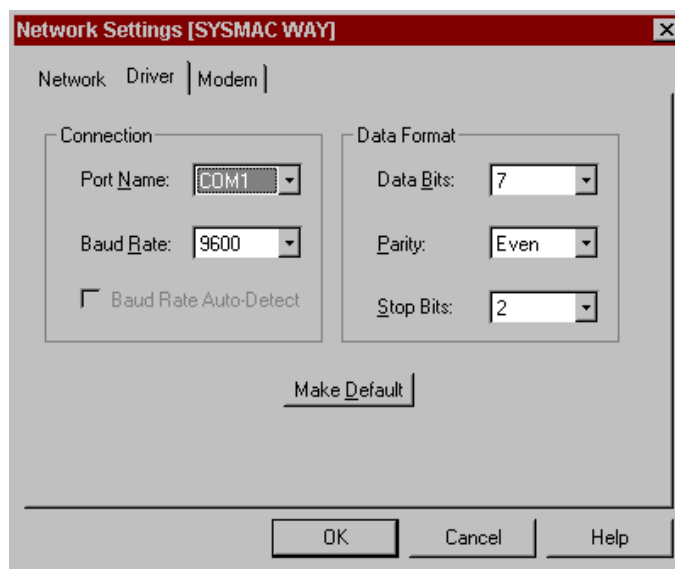 Network Settings [SYSMAC WAY]
Network Driver Modem
Connection
Port Name: COM1
Baud Rate: 9600
Baud Rate Auto-Detect
Data Format
Data Bits: 7
Parity: Even
Stop Bits: 2
Make Default
OK Cancel Help